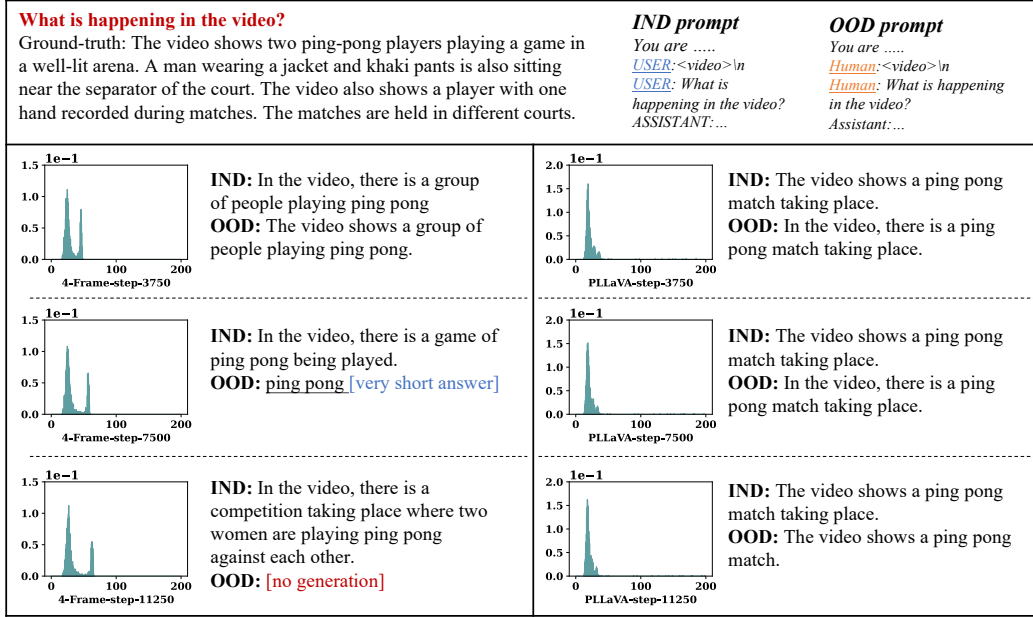 What is happening in the video?
Ground-truth: The video shows two ping-pong players playing a game in
a well-lit arena. A man wearing a jacket and khaki pants is also sitting
near the separator of the court. The video also shows a player with one
hand recorded during matches. The matches are held in different courts.
IND prompt
You are …..
USER:<video>\n
USER: What is
happening in the video?
ASSISTANT:…
OOD prompt
You are …..
Human:<video>\n
Human: What is happening
in the video?
Assistant:…
1e−1
1.5
1.0
0.5
0.0
0 100 200
4-Frame-step-3750
IND: In the video, there is a group
of people playing ping pong
OOD: The video shows a group of
people playing ping pong.
1e−1
2.0
1.5
1.0
0.5
0.0
0 100 200
PLLaVA-step-3750
IND: The video shows a ping pong
match taking place.
OOD: In the video, there is a ping
pong match taking place.
1e−1
1.5
1.0
0.5
0.0
0 100 200
4-Frame-step-7500
IND: In the video, there is a game of
ping pong being played.
OOD: ping pong [very short answer]
1e−1
2.0
1.5
1.0
0.5
0.0
0 100 200
PLLaVA-step-7500
IND: The video shows a ping pong
match taking place.
OOD: In the video, there is a ping
pong match taking place.
1e−1
1.5
1.0
0.5
0.0
0 100 200
4-Frame-step-11250
IND: In the video, there is a
competition taking place where two
women are playing ping pong
against each other.
OOD: [no generation]
1e−1
2.0
1.5
1.0
0.5
0.0
0 100 200
PLLaVA-step-11250
IND: The video shows a ping pong
match taking place.
OOD: The video shows a ping pong
match.